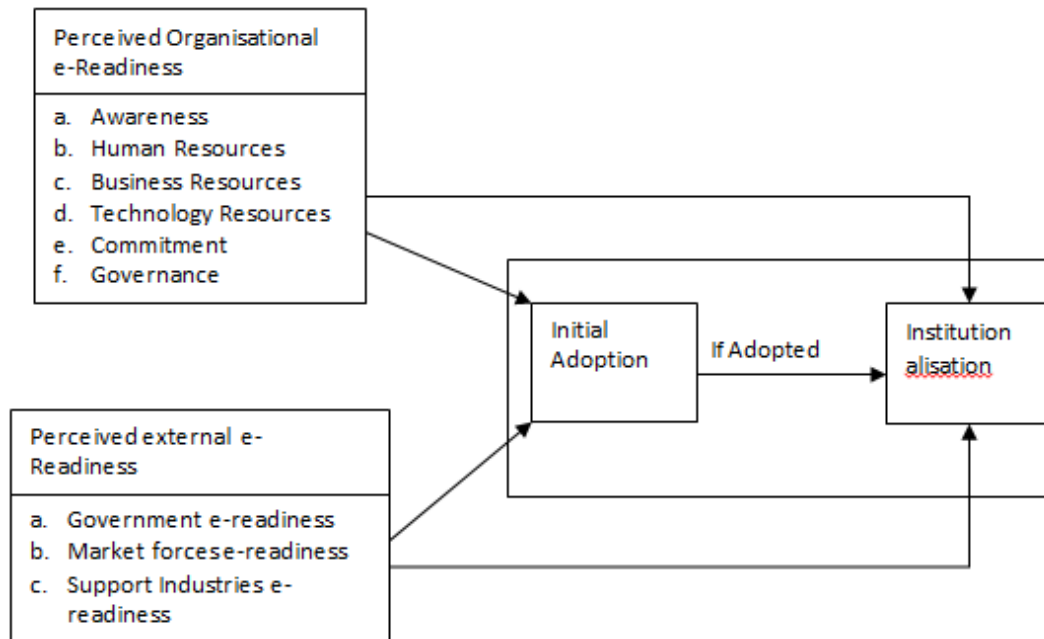 Perceived Organisational
e-Readiness
a. Awareness
b. Human Resources
c. Business Resources
d. Technology Resources
e. Commitment
f. Governance
Initial
Adoption
If Adopted
Institution
alisation
Perceived external e-
Readiness
a. Government e-readiness
b. Market forces e-readiness
c. Support Industries e-
readiness